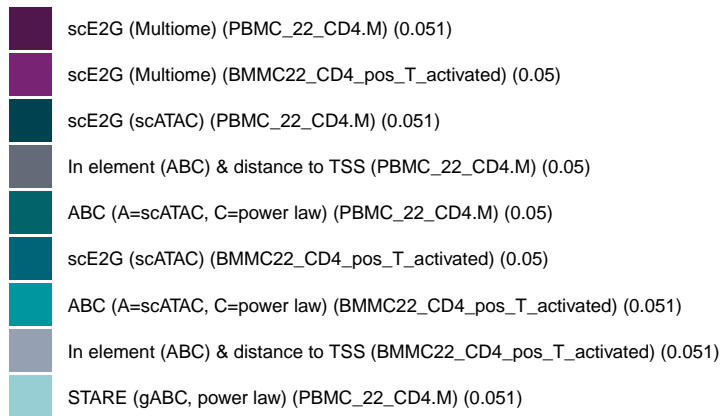 scE2G (Multiome) (PBMC_22_CD4.M) (0.051)
scE2G (Multiome) (BMMC22_CD4_pos_T_activated) (0.05)
scE2G (scATAC) (PBMC_22_CD4.M) (0.051)
In element (ABC) & distance to TSS (PBMC_22_CD4.M) (0.05)
ABC (A=scATAC, C=power law) (PBMC_22_CD4.M) (0.05)
scE2G (scATAC) (BMMC22_CD4_pos_T_activated) (0.05)
ABC (A=scATAC, C=power law) (BMMC22_CD4_pos_T_activated) (0.051)
In element (ABC) & distance to TSS (BMMC22_CD4_pos_T_activated) (0.051)
STARE (gABC, power law) (PBMC_22_CD4.M) (0.051)